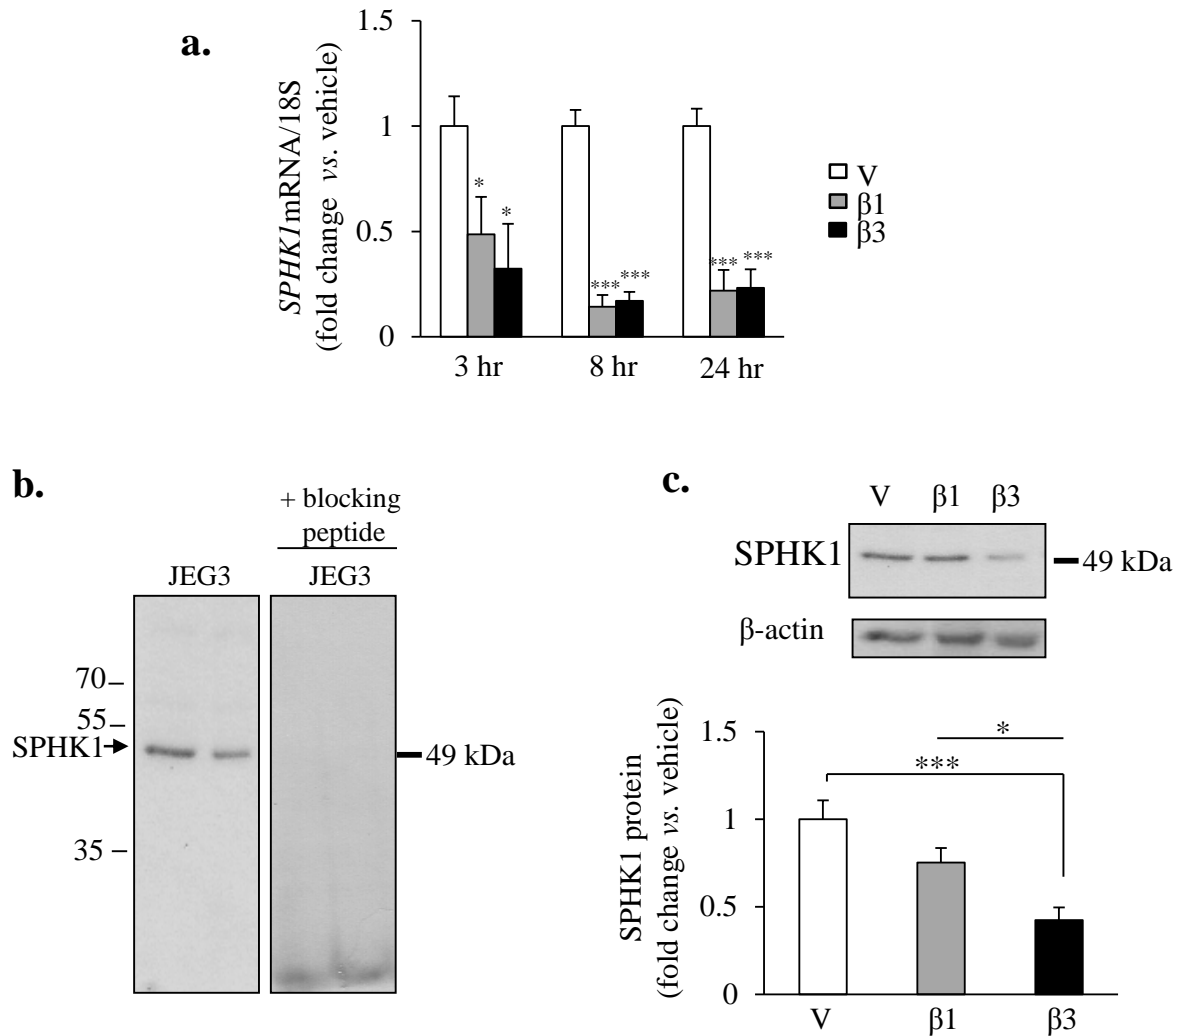 a.
SPHK1mRNA/18S
(fold change vs. vehicle)
1.5
1
0.5
0
*
*
***
***
***
***
3 hr
8 hr
24 hr
V
β1
β3
b.
+ blocking
peptide
JEG3
JEG3
70
55
SPHK1
35
49 kDa
c.
V
β1
β3
SPHK1
49 kDa
β-actin
SPHK1 protein
(fold change vs. vehicle)
1.5
1
0.5
0
*
***
V
β1
β3